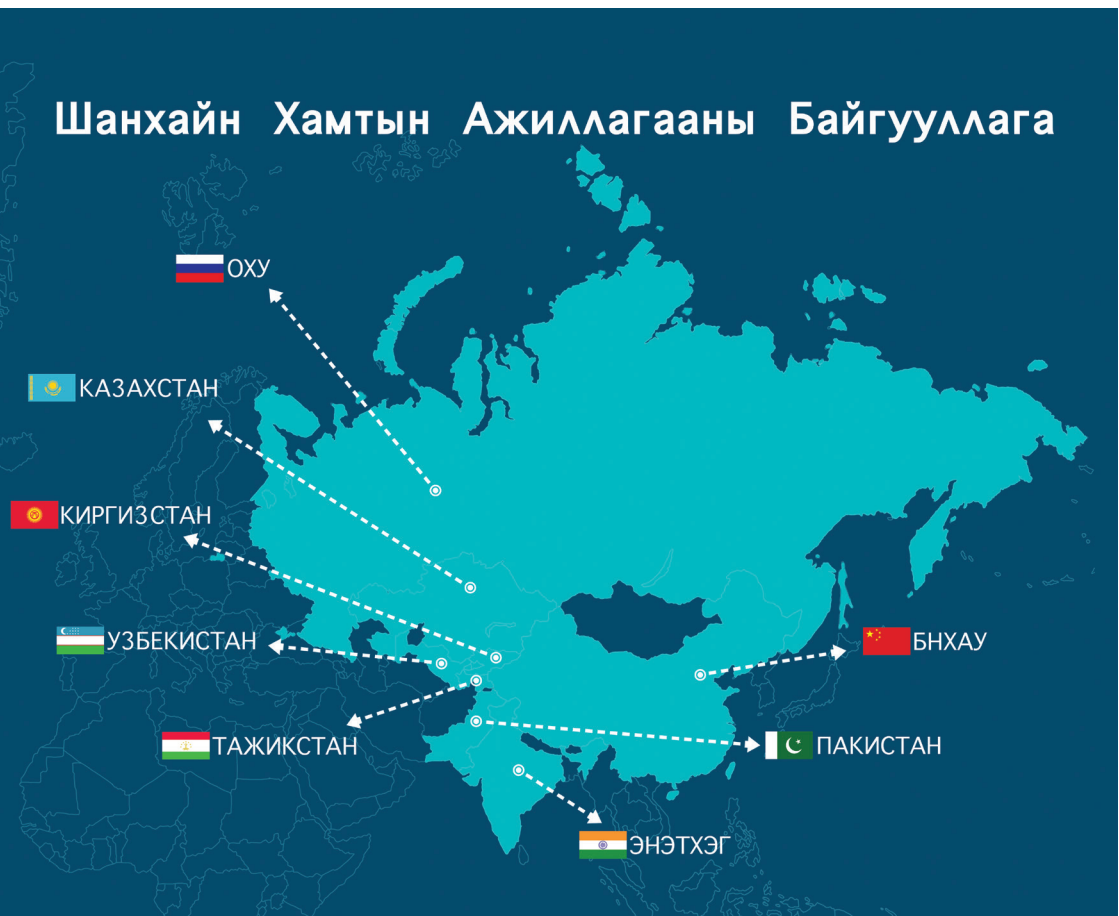 Шанхайн Хамтын Ажиллагааны Байгууллага
ОХУ
КАЗАХСТАН
КИРГИЗСТАН
УЗБЕКИСТАН
БНХАУ
ТАЖИКСТАН
ПАКИСТАН
ЭНЭТХЭГ